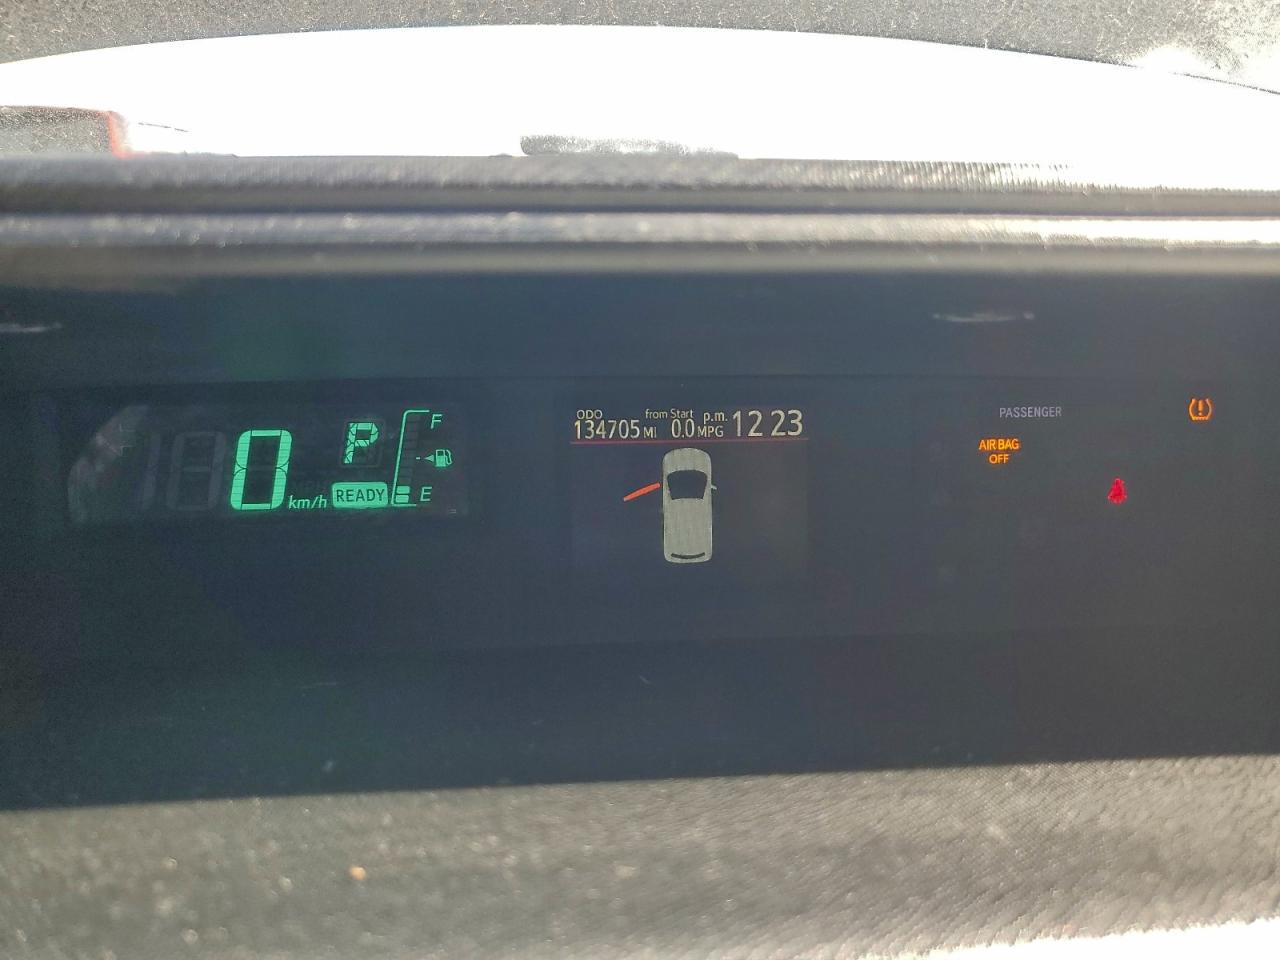 0 km/h
P
READY
F
E
ODO
134705 MI
from Start
0.0 MPG
p.m.
12 23
PASSENGER
AIR BAG
OFF